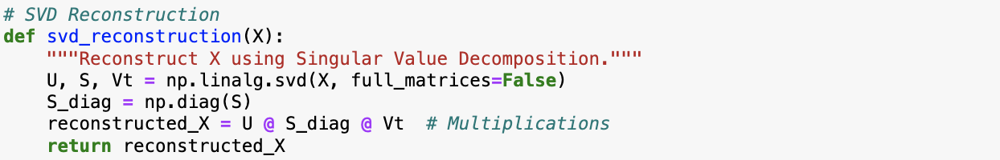 # SVD Reconstruction
def svd_reconstruction(X):
    """Reconstruct X using Singular Value Decomposition."""
    U, S, Vt = np.linalg.svd(X, full_matrices=False)
    S_diag = np.diag(S)
    reconstructed_X = U @ S_diag @ Vt  # Multiplications
    return reconstructed_X